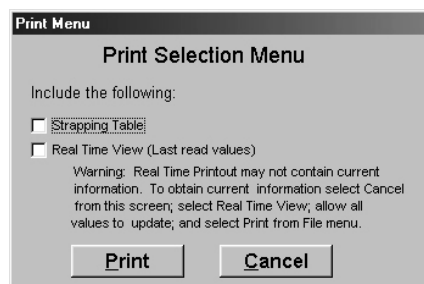 Print Menu
Print Selection Menu
Include the following:
Strapping Table
Real Time View (Last read values)
Warning: Real Time Printout may not contain current
information. To obtain current information select Cancel
from this screen; select Real Time View; allow all
values to update; and select Print from File menu.
Print Cancel